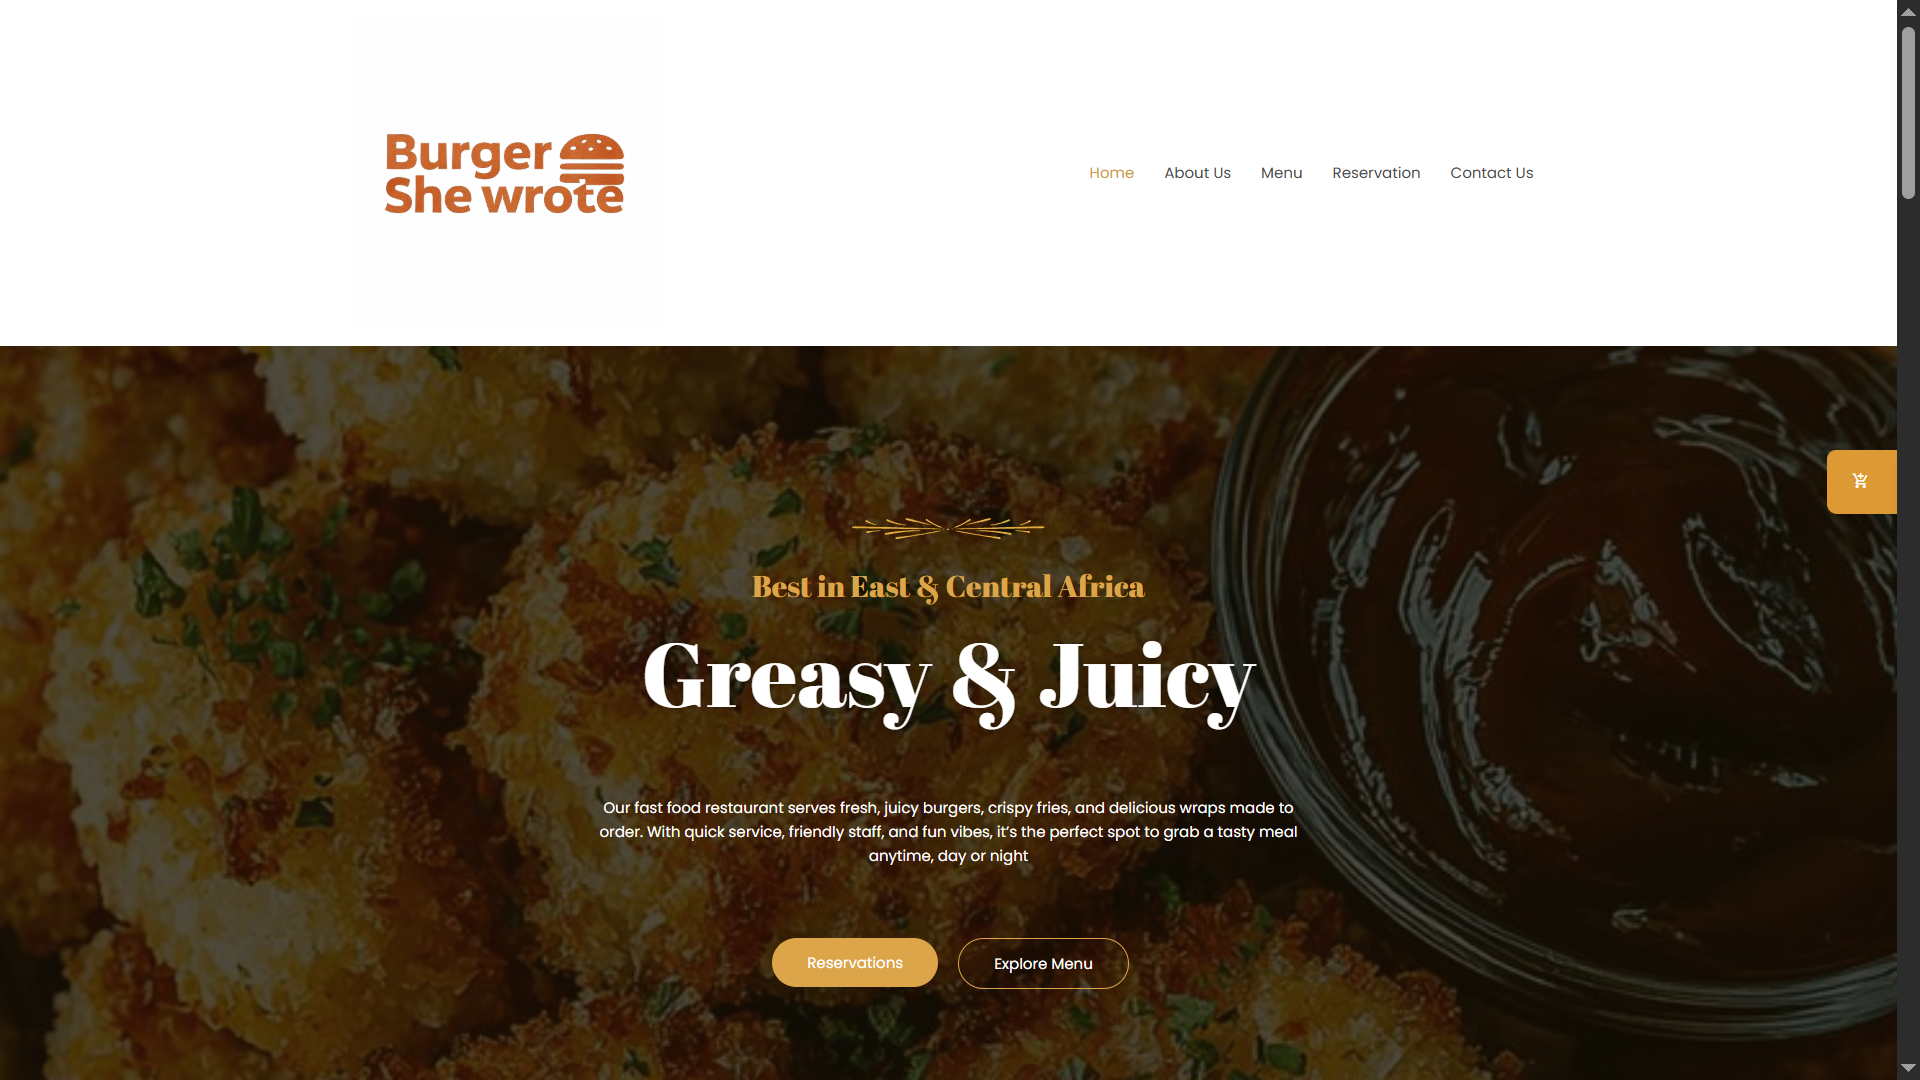 Burger
She wrote
Home
About Us
Menu
Reservation
Contact Us
Best in East & Central Africa
Greasy & Juicy
Our fast food restaurant serves fresh, juicy burgers, crispy fries, and delicious wraps made to
order. With quick service, friendly staff, and fun vibes, it’s the perfect spot to grab a tasty meal
anytime, day or night
Reservations
Explore Menu